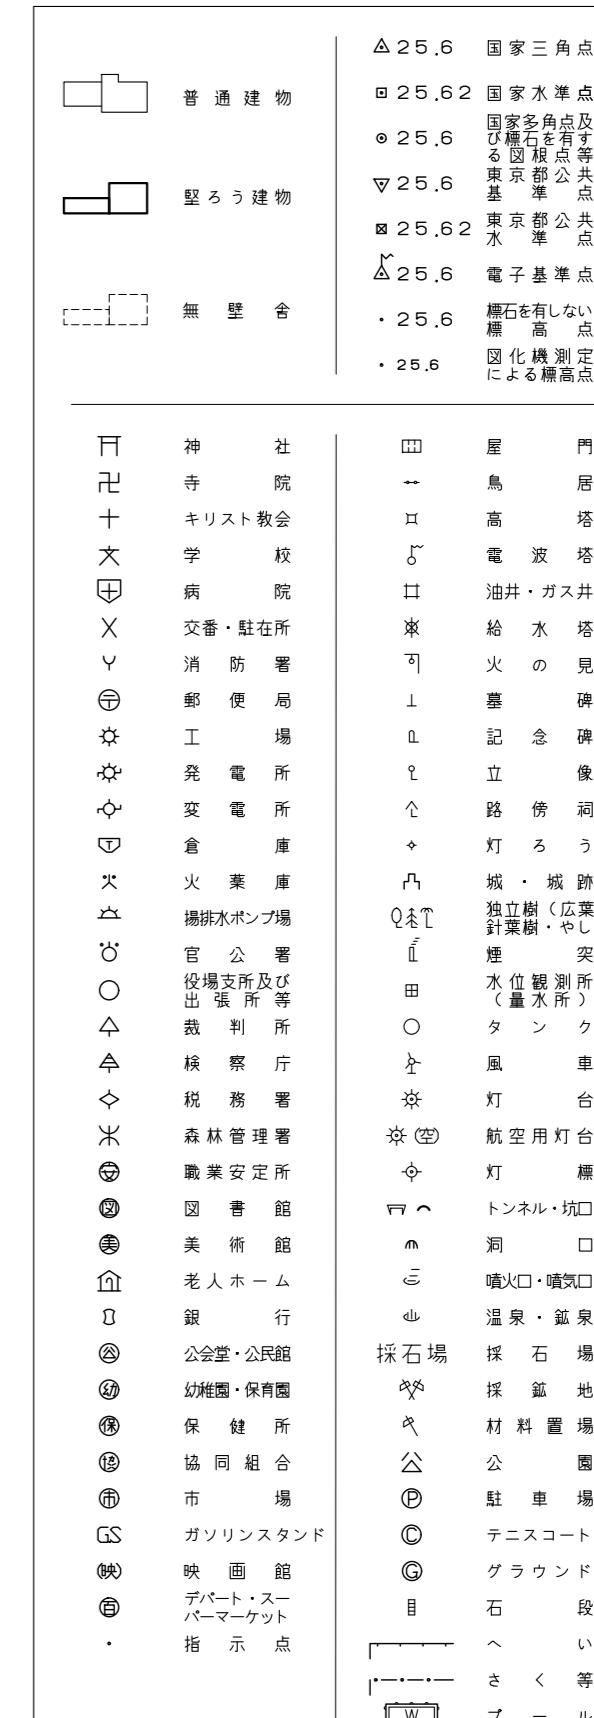 普通建物
堅ろう建物
無壁舎
25.6 国家三角点
25.62 国家水準点
国家多角点及
25.6 び標石を有す
る図根点等
東京都公共
25.6 基準点
東京都公共
25.62 水準点
25.6 電子基準点
標石を有しない
25.6 標高点
図化機測定
25.6 による標高点
神社
寺院
キリスト教会
文 学校
病院
交番・駐在所
消防署
郵便局
工場
発電所
変電所
倉庫
火薬庫
揚排水ポンプ場
官公署
役場支所及び
出張所等
裁判所
検察庁
税務署
森林管理署
安 職業安定所
図 図書館
美 美術館
老人ホーム
銀行
公 公会堂・公民館
幼 幼稚園・保育園
保 保健所
協 協同組合
市 市場
GS ガソリンスタンド
(映) 映画館
百 デパート・スー
パーマーケット
指示点
屋門
鳥居
高塔
電波塔
油井・ガス井
給水塔
火の見
墓碑
記念碑
立像
路傍祠
灯ろう
城・城跡
独立樹(広葉
針葉樹・やし
煙突
水位観測所
(量水所)
タンク
風車
灯台
(空) 航空用灯台
灯標
トンネル・坑口
洞口
噴火口・噴気口
温泉・鉱泉
採石場 採石場
採鉱地
材料置場
公園
P 駐車場
C テニスコート
G グラウンド
石段
へい
さく等
W プール